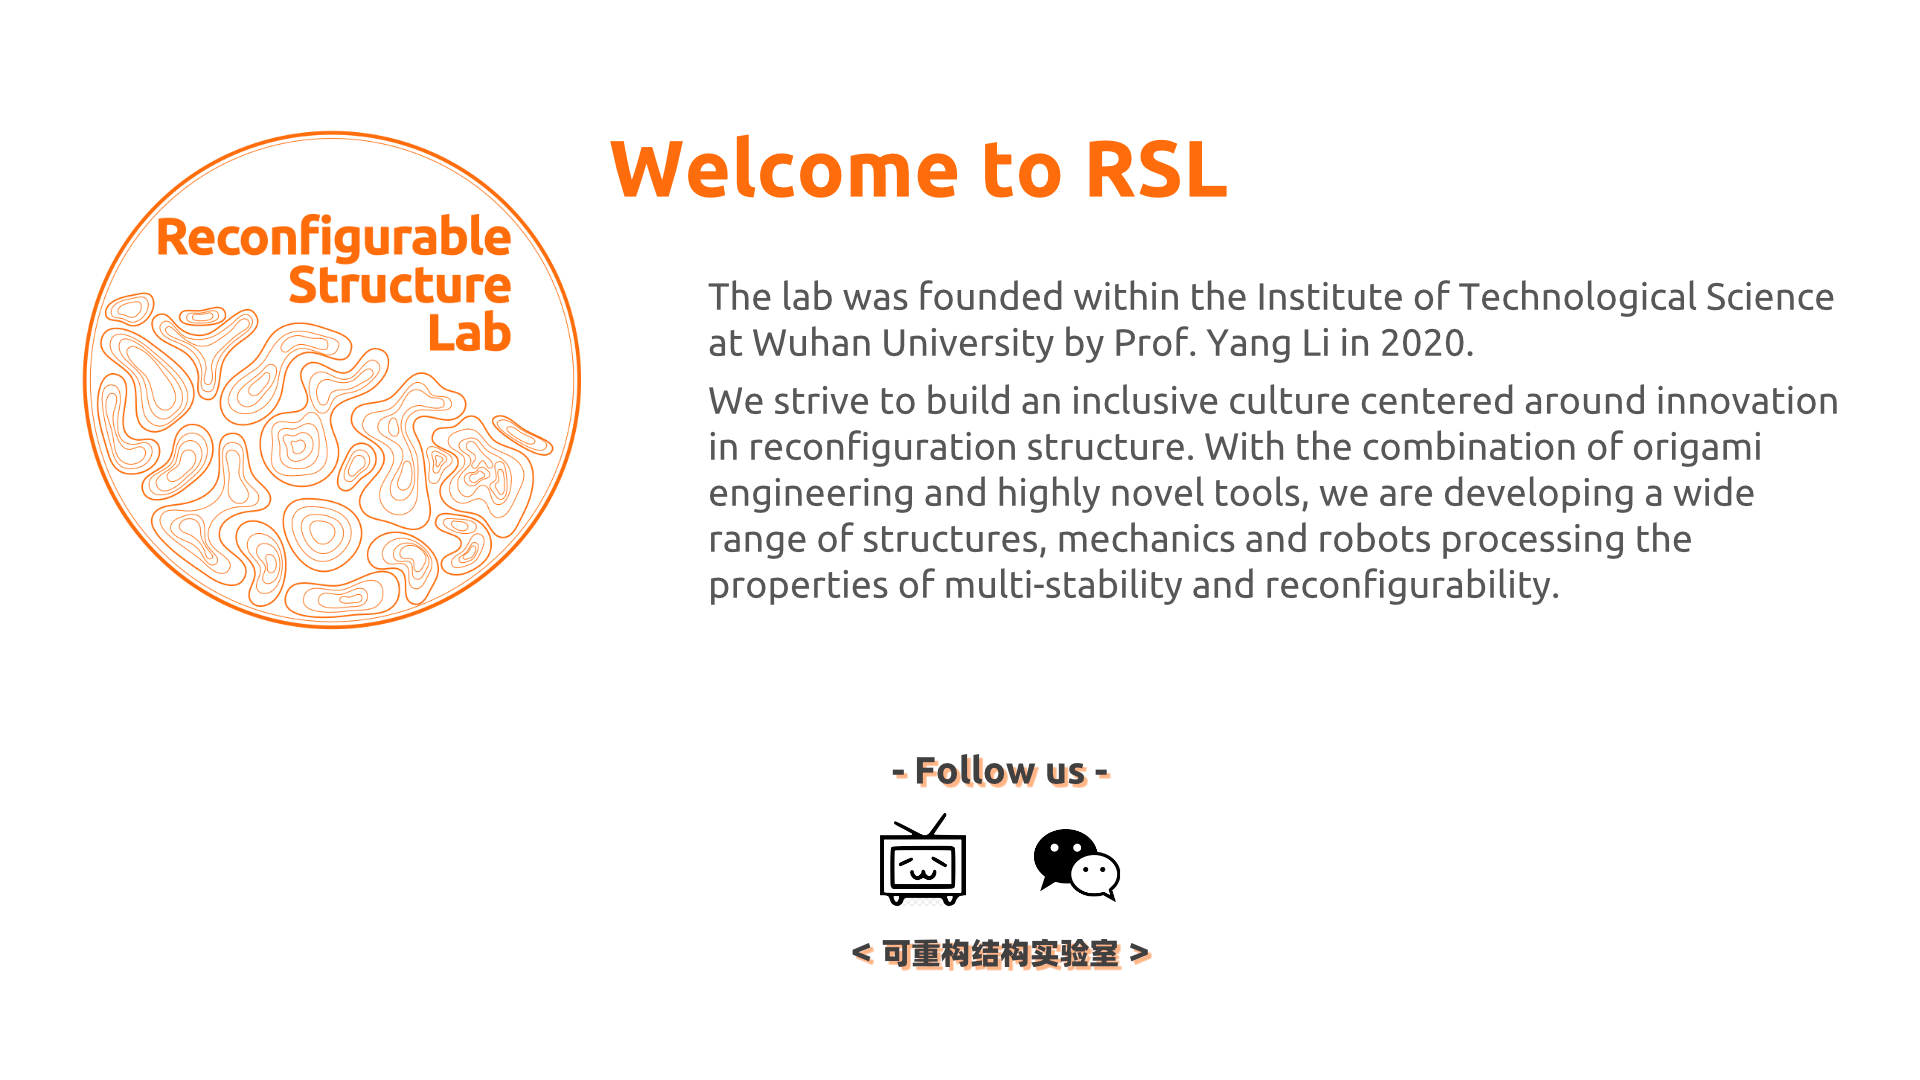 Reconfigurable
Structure
Lab
Welcome to RSL
The lab was founded within the Institute of Technological Science
at Wuhan University by Prof. Yang Li in 2020.
We strive to build an inclusive culture centered around innovation
in reconfiguration structure. With the combination of origami
engineering and highly novel tools, we are developing a wide
range of structures, mechanics and robots processing the
properties of multi-stability and reconfigurability.
- Follow us -
< 可重构结构实验室 >